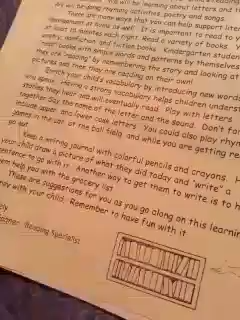 will be learning about letters and
day will be doing rhymes, activities, poetry and songs.
There are many ways that you can help support liter
development at home as well. It is important to read to
at least 15 minutes each night. Read a variety of books.
poetry, nonfiction and fiction books. Kindergarten studen
read books with simple words and patterns by themselves
they are "reading" by remembering the story and looking at
pictures and then they are reading on their own!
Enrich your child's vocabulary by introducing new words
and using. Having a strong vocabulary helps children underst
stories they hear and will eventually read. Play with letters
together. Say the name of the letter and the sound. Don't fo
include upper and lower case letters. You could also play rhymi
games in the car, at the ball field, and while you are getting re
go out.
Keep a writing journal with colorful pencils and crayons.
your child draw a picture of what they did today and "write" a
sentence to go with it. Another way to get them to write is to h
them help you with the grocery list.
These are suggestions for you as you go along on this learnin
journey with your child. Remember to have fun with it.
Reading Specialist